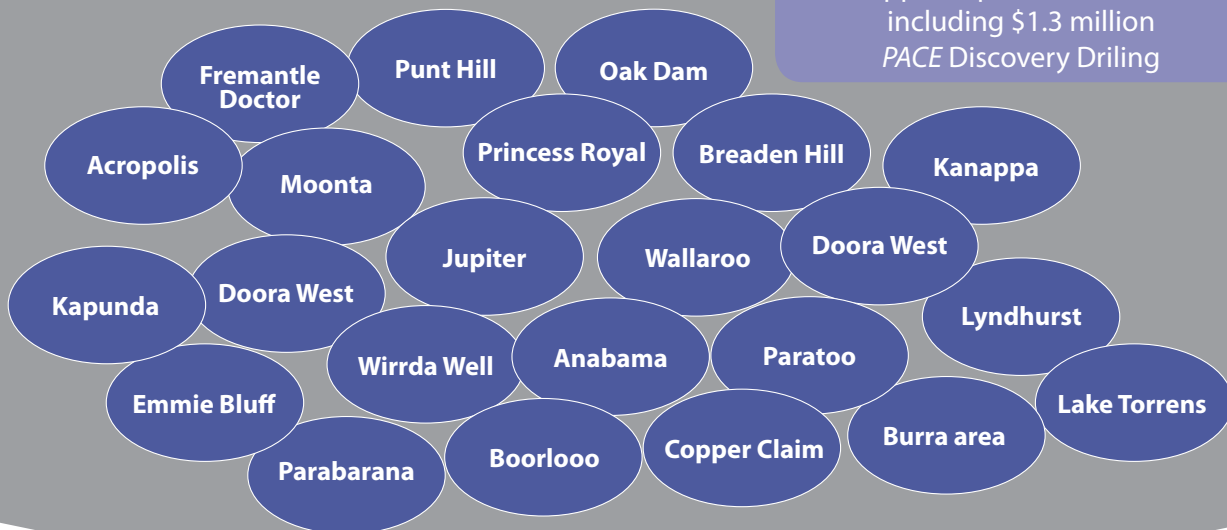 including $1.3 million
PACE Discovery Driling
Fremantle
Doctor
Punt Hill
Oak Dam
Acropolis
Moonta
Princess Royal
Breaden Hill
Kanappa
Jupiter
Wallaroo
Doora West
Kapunda
Doora West
Lyndhurst
Wirrda Well
Anabama
Paratoo
Emmie Bluff
Lake Torrens
Parabarana
Boorlooo
Copper Claim
Burra area